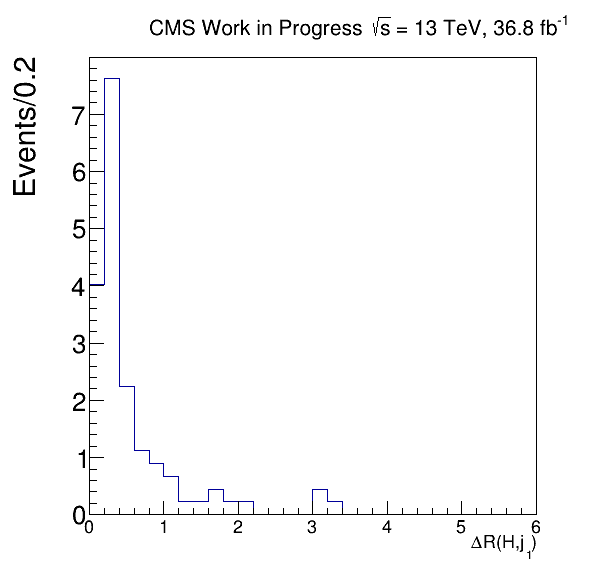 CMS Work in Progress √s = 13 TeV, 36.8 fb⁻¹
Events/0.2
7
6
5
4
3
2
1
0
0 1 2 3 4 5 6
ΔR(H,j₁)